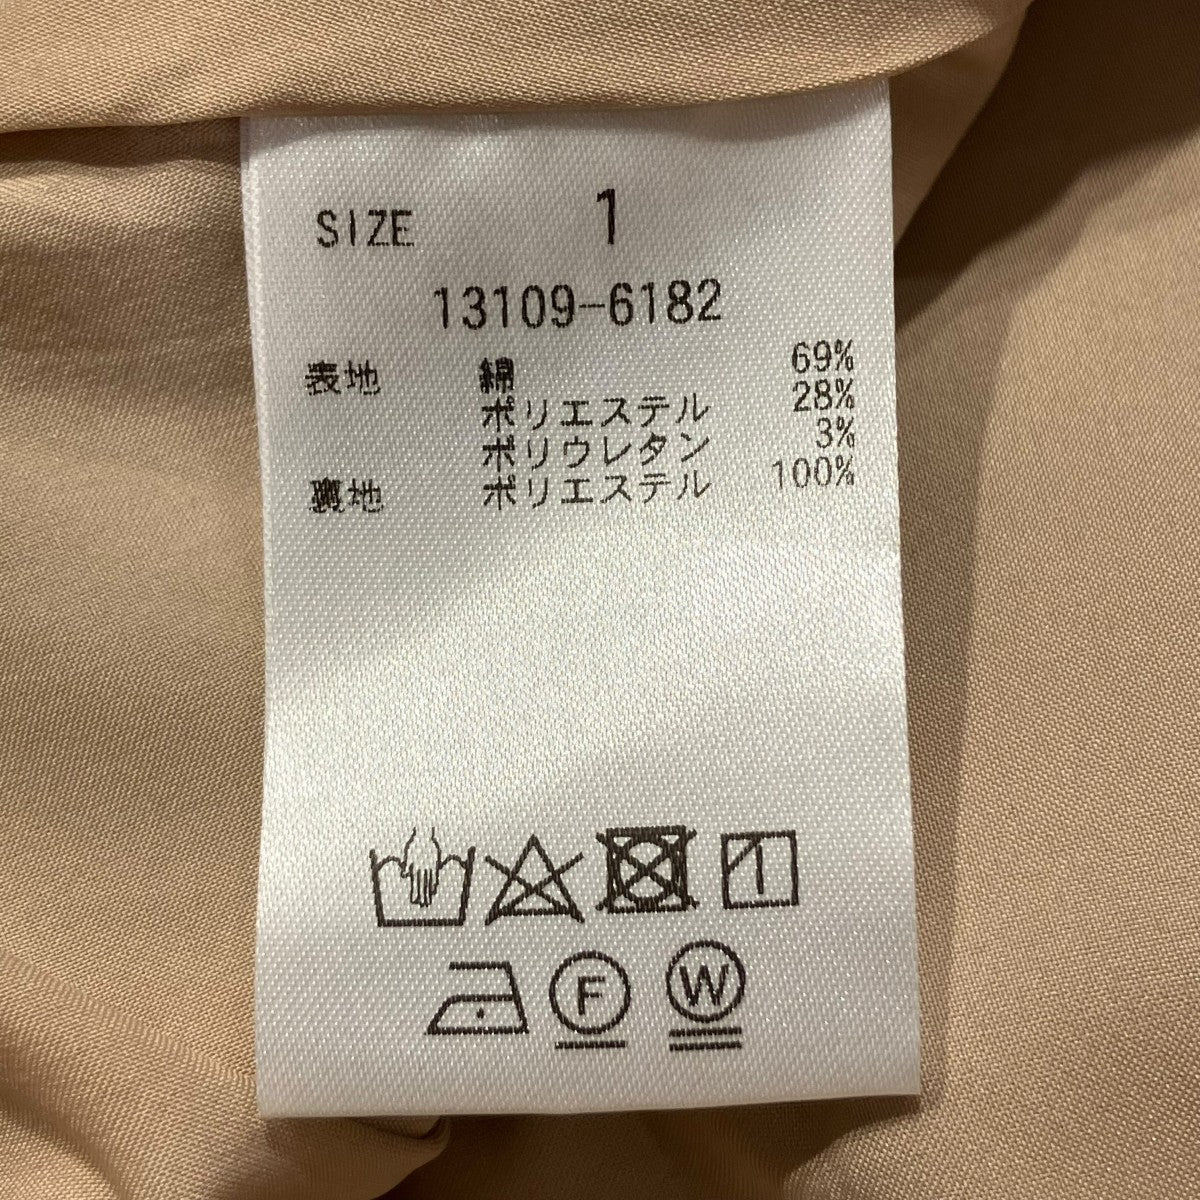 SIZE 1
13109-6182
表地 綿 69%
ポリエステル 28%
ポリウレタン 3%
裏地 ポリエステル 100%
F W